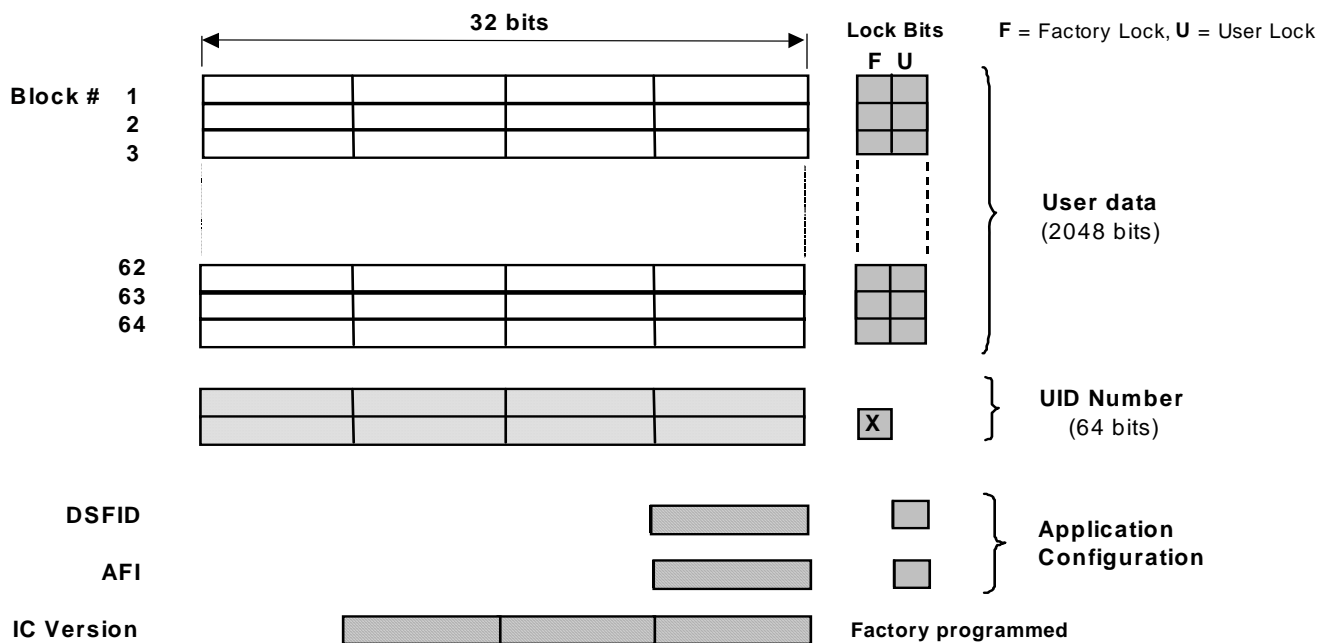 32 bits
Lock Bits
F = Factory Lock, U = User Lock
F U
Block # 1
2
3
User data
(2048 bits)
62
63
64
UID Number
(64 bits)
X
DSFID
Application
Configuration
AFI
IC Version
Factory programmed